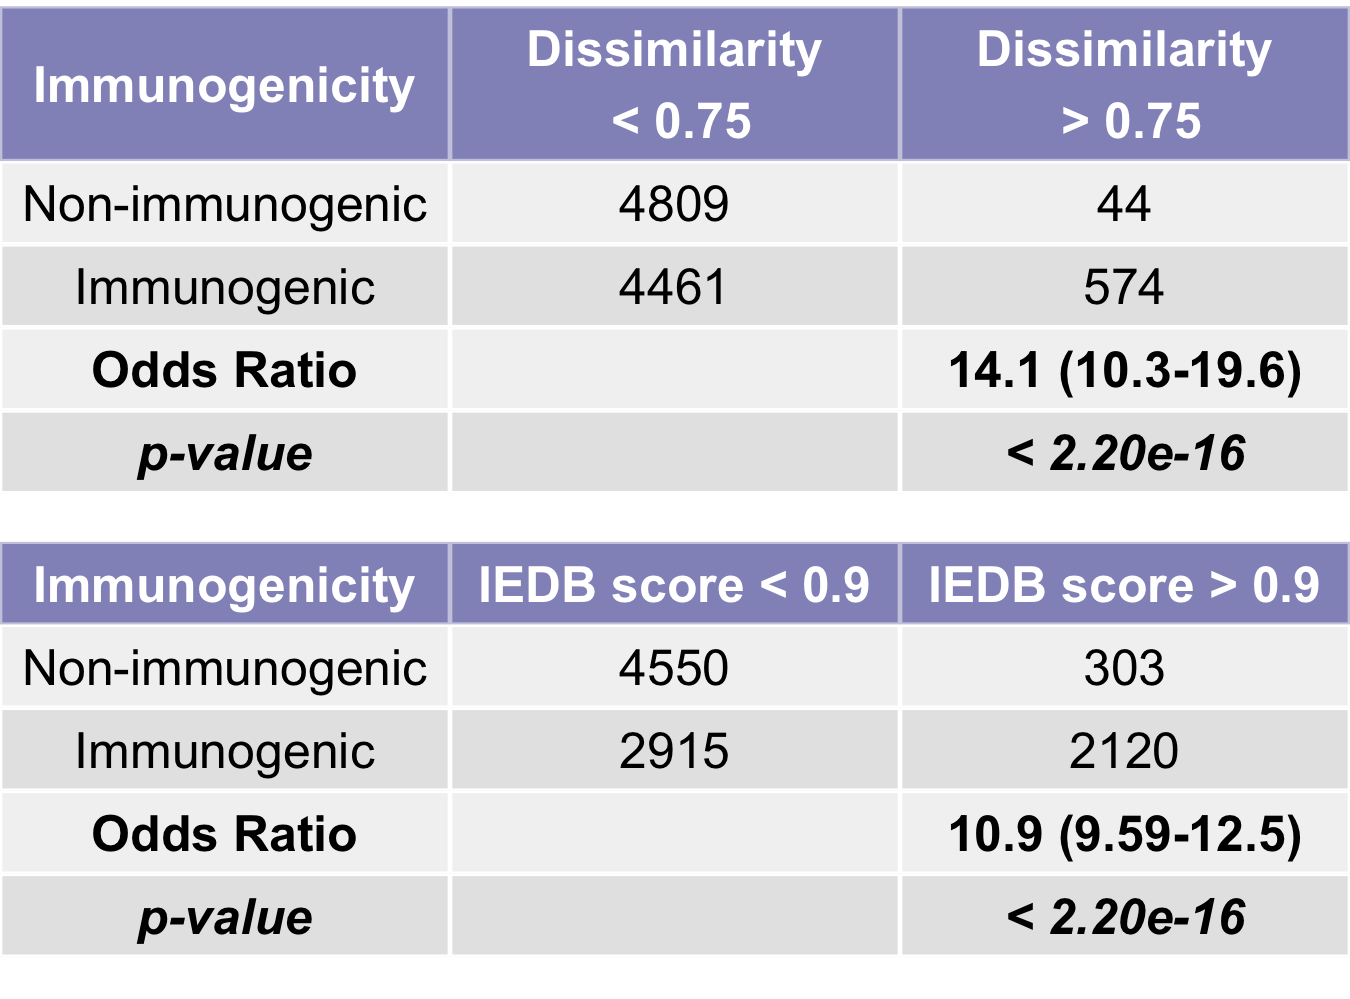 Immunogenicity Dissimilarity < 0.75 Dissimilarity > 0.75
Non-immunogenic 4809 44
Immunogenic 4461 574
Odds Ratio 14.1 (10.3-19.6)
p-value < 2.20e-16
Immunogenicity IEDB score < 0.9 IEDB score > 0.9
Non-immunogenic 4550 303
Immunogenic 2915 2120
Odds Ratio 10.9 (9.59-12.5)
p-value < 2.20e-16